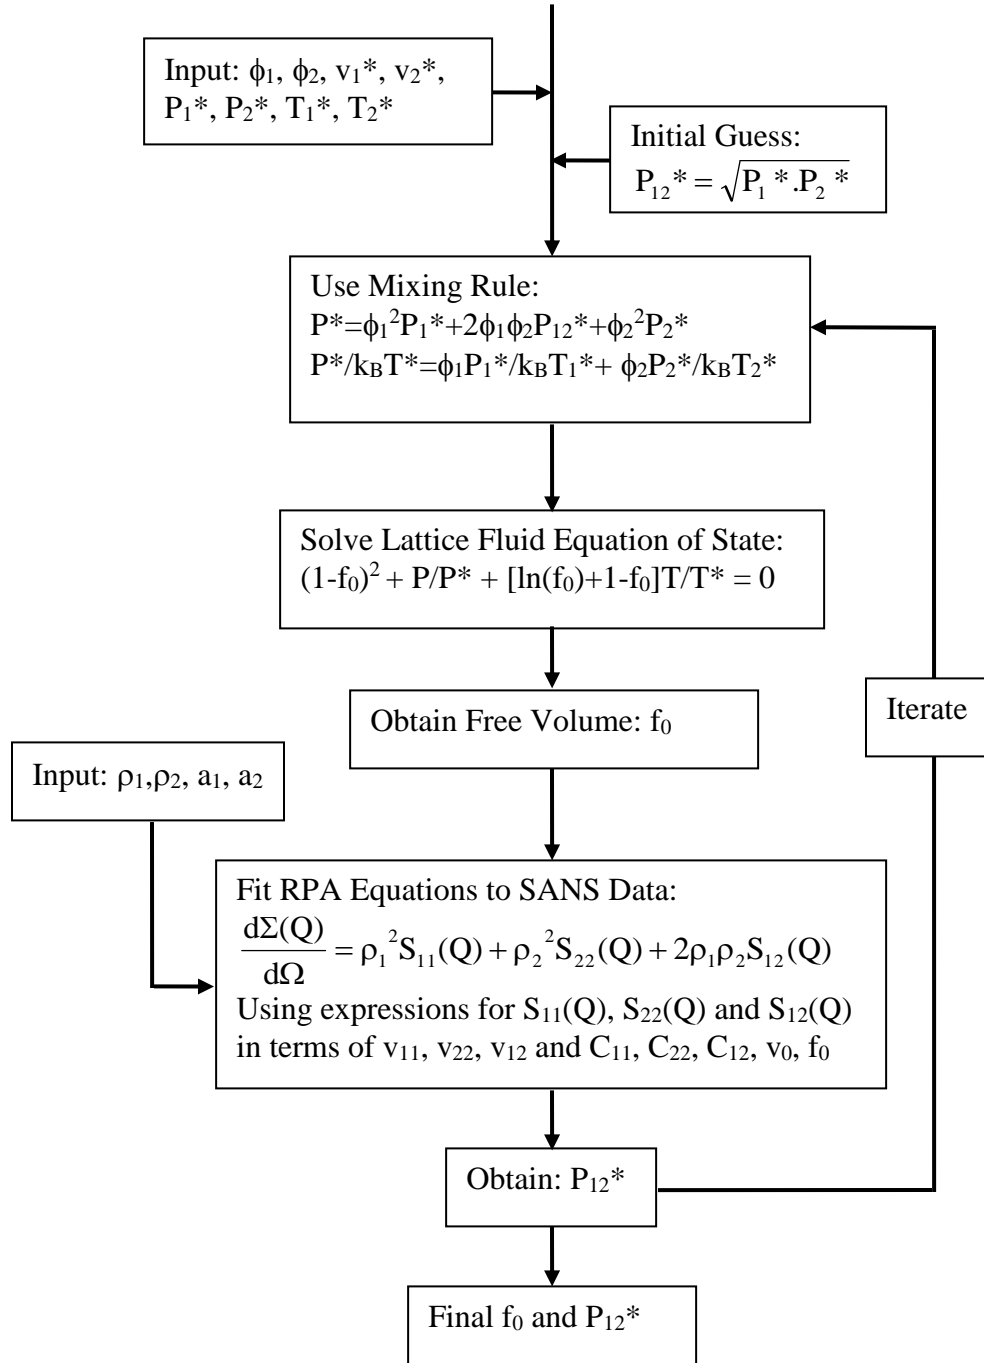 Input: ϕ₁, ϕ₂, v₁*, v₂*,
P₁*, P₂*, T₁*, T₂*
Initial Guess:
P₁₂* = √(P₁ *.P₂ *)
Use Mixing Rule:
P*=ϕ₁²P₁*+2ϕ₁ϕ₂P₁₂*+ϕ₂²P₂*
P*/k_BT*=ϕ₁P₁*/k_BT₁*+ ϕ₂P₂*/k_BT₂*
Solve Lattice Fluid Equation of State:
(1-f₀)² + P/P* + [ln(f₀)+1-f₀]T/T* = 0
Obtain Free Volume: f₀
Iterate
Input: ρ₁,ρ₂, a₁, a₂
Fit RPA Equations to SANS Data:
dΣ(Q)/dΩ = ρ₁²S₁₁(Q) + ρ₂²S₂₂(Q) + 2ρ₁ρ₂S₁₂(Q)
Using expressions for S₁₁(Q), S₂₂(Q) and S₁₂(Q)
in terms of v₁₁, v₂₂, v₁₂ and C₁₁, C₂₂, C₁₂, v₀, f₀
Obtain: P₁₂*
Final f₀ and P₁₂*